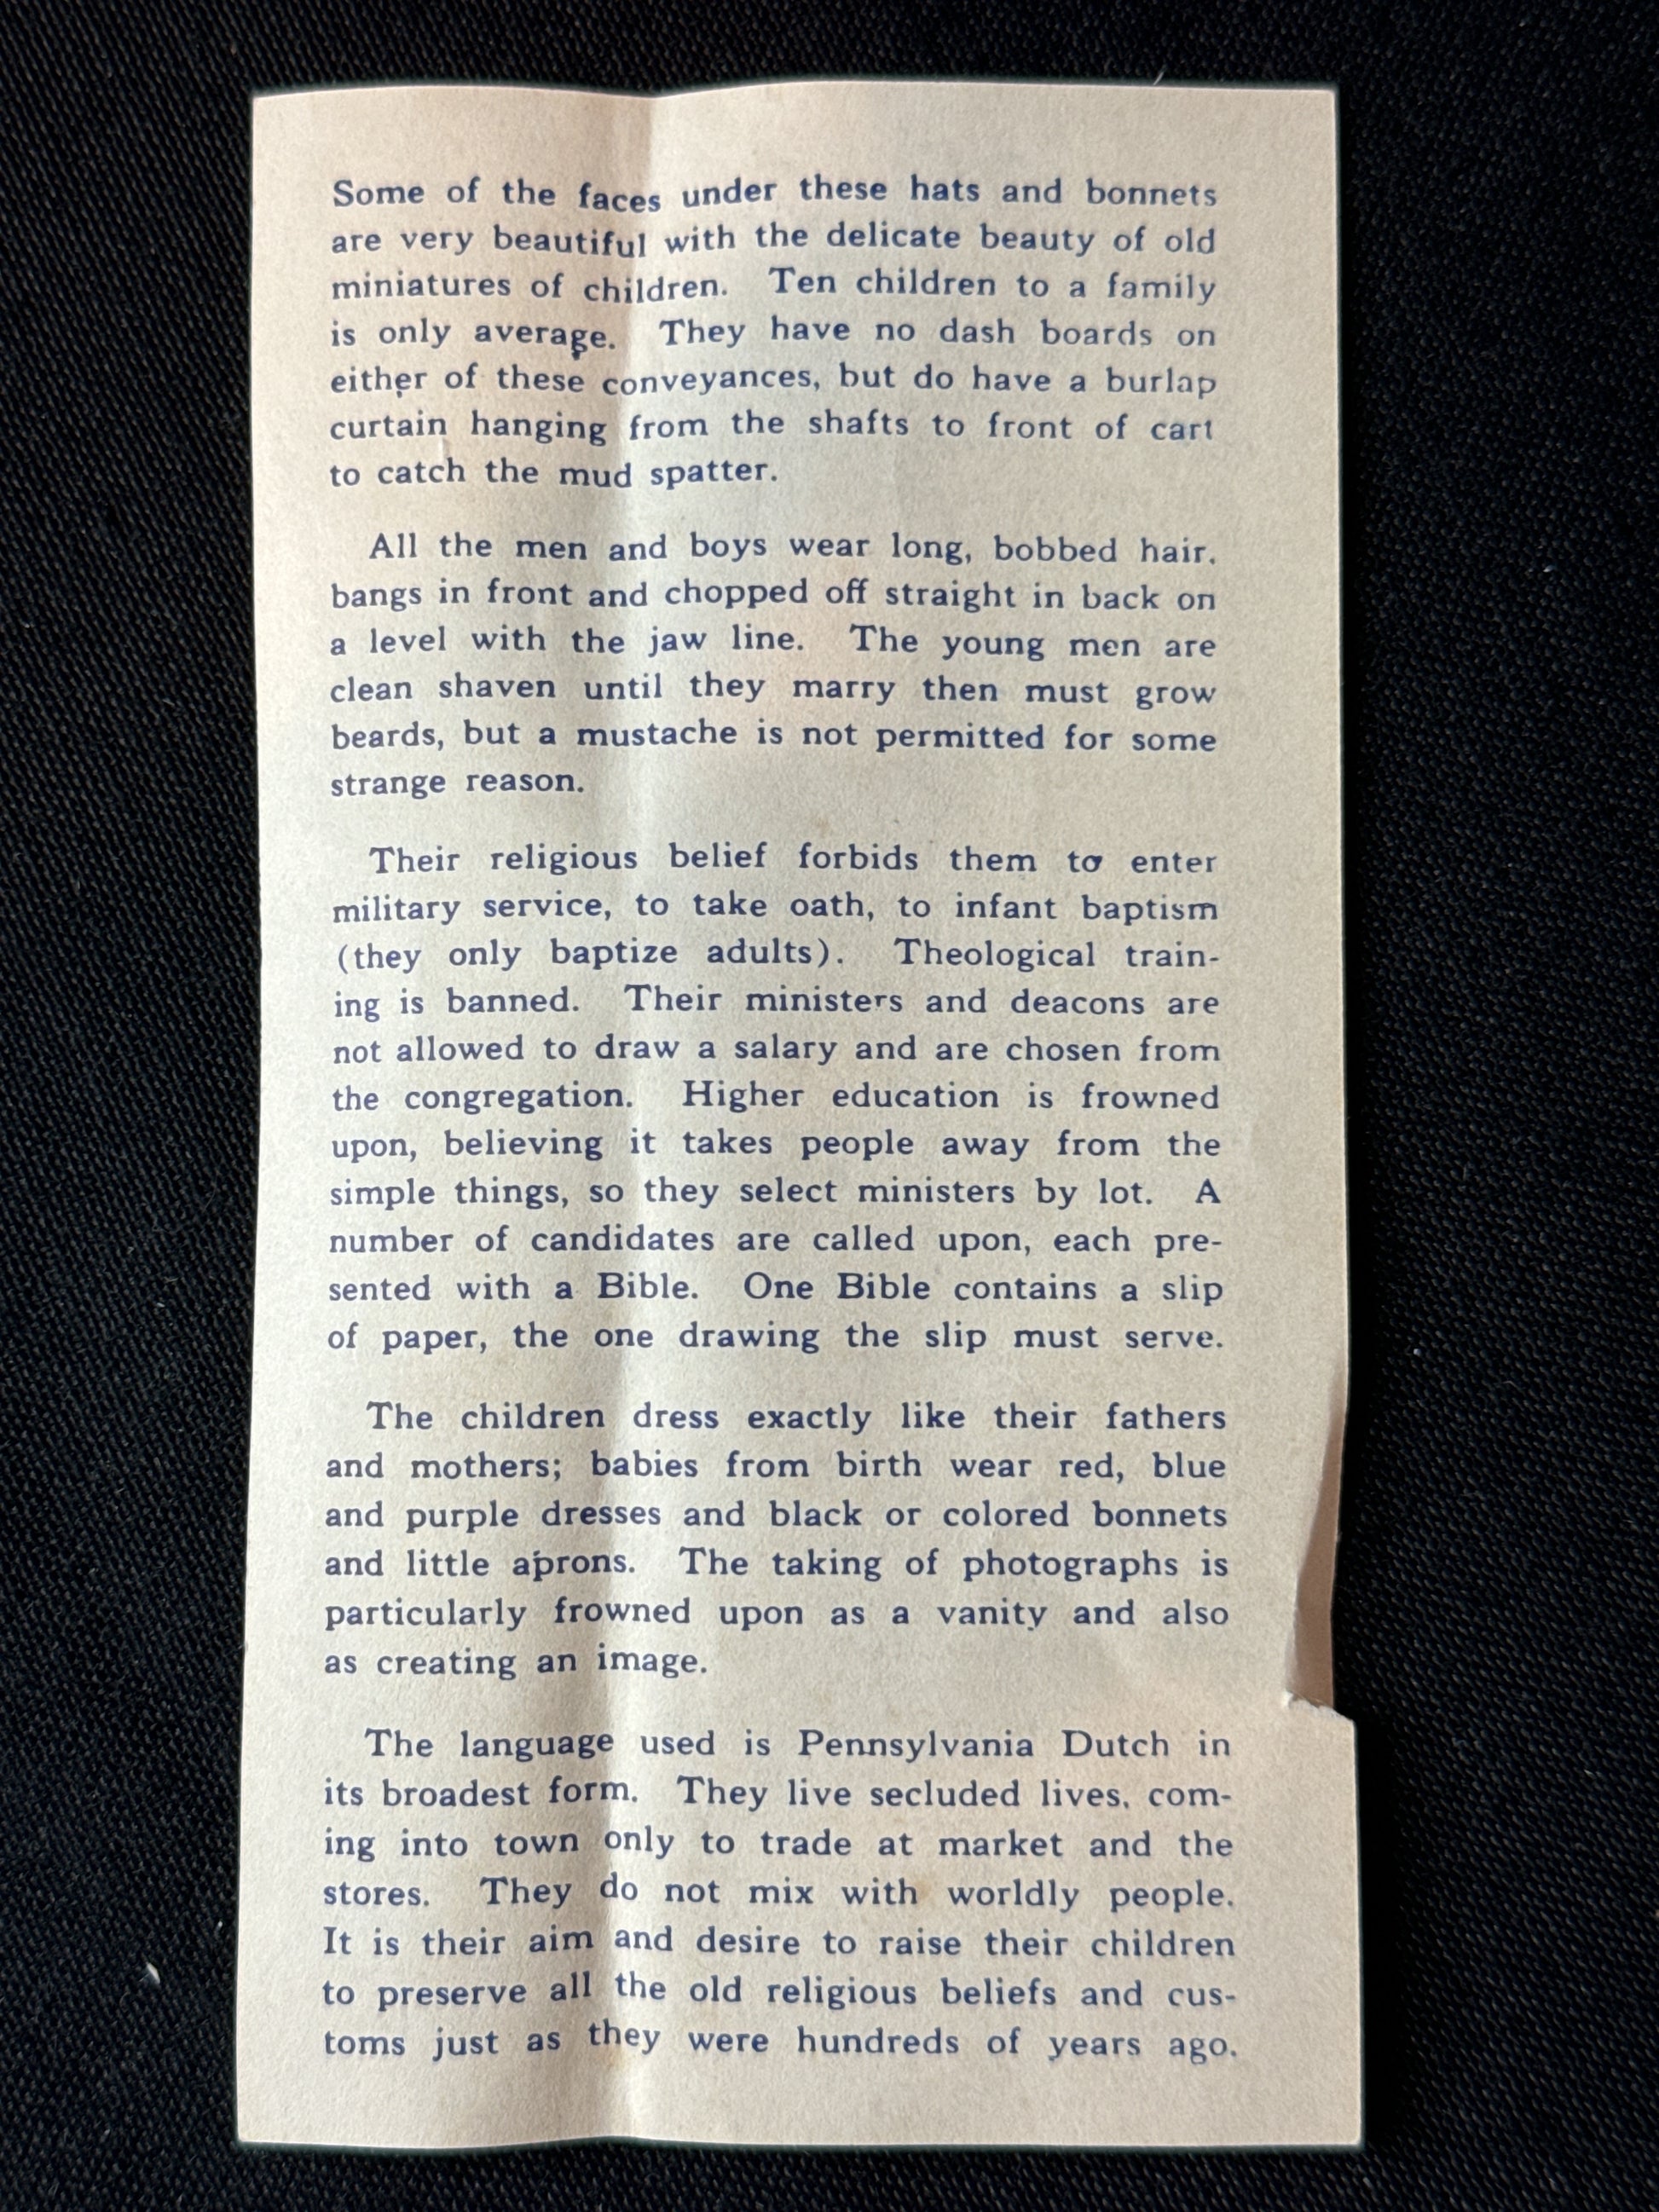 Some of the faces under these hats and bonnets
are very beautiful with the delicate beauty of old
miniatures of children. Ten children to a family
is only average. They have no dash boards on
either of these conveyances, but do have a burlap
curtain hanging from the shafts to front of cart
to catch the mud spatter.
All the men and boys wear long, bobbed hair.
bangs in front and chopped off straight in back on
a level with the jaw line. The young men are
clean shaven until they marry then must grow
beards, but a mustache is not permitted for some
strange reason.
Their religious belief forbids them to enter
military service, to take oath, to infant baptism
(they only baptize adults). Theological train-
ing is banned. Their ministers and deacons are
not allowed to draw a salary and are chosen from
the congregation. Higher education is frowned
upon, believing it takes people away from the
simple things, so they select ministers by lot. A
number of candidates are called upon, each pre-
sented with a Bible. One Bible contains a slip
of paper, the one drawing the slip must serve.
The children dress exactly like their fathers
and mothers; babies from birth wear red, blue
and purple dresses and black or colored bonnets
and little aprons. The taking of photographs is
particularly frowned upon as a vanity and also
as creating an image.
The language used is Pennsylvania Dutch in
its broadest form. They live secluded lives, com-
ing into town only to trade at market and the
stores. They do not mix with worldly people.
It is their aim and desire to raise their children
to preserve all the old religious beliefs and cus-
toms just as they were hundreds of years ago.